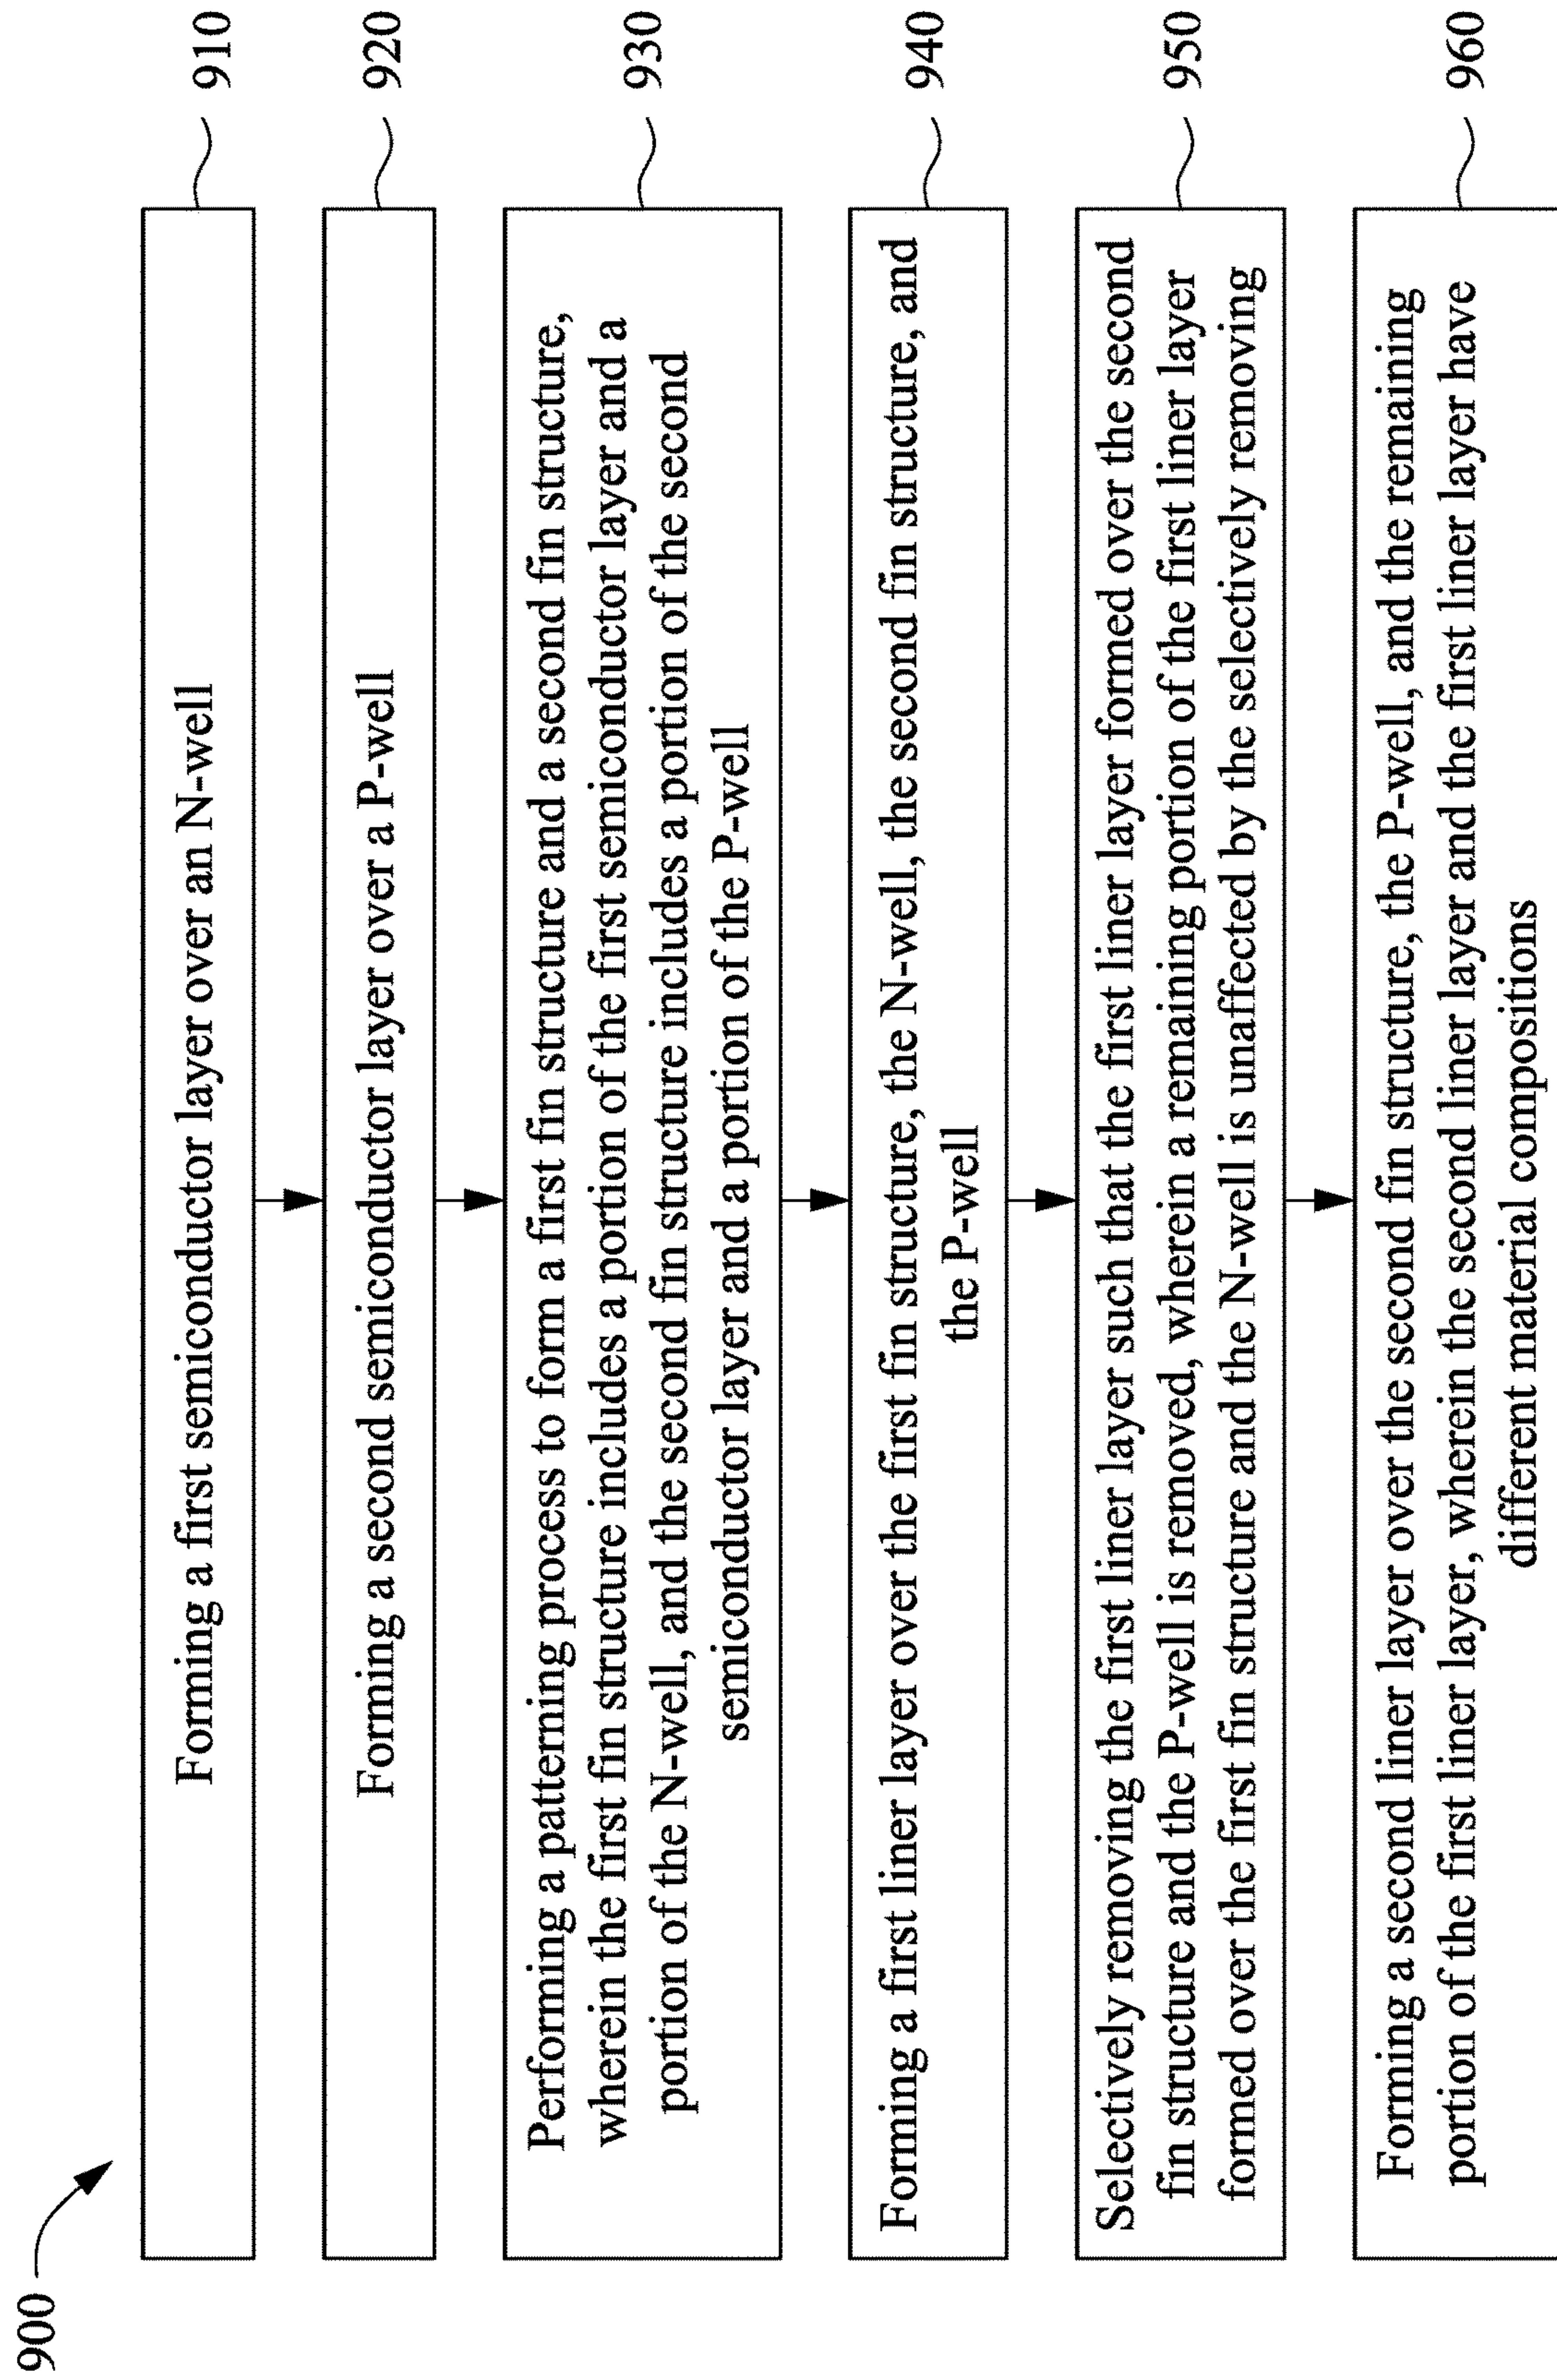 900
Forming a first semiconductor layer over an N-well
910
Forming a second semiconductor layer over a P-well
920
Performing a patterning process to form a first fin structure and a second fin structure,
wherein the first fin structure includes a portion of the first semiconductor layer and a
portion of the N-well, and the second fin structure includes a portion of the second
semiconductor layer and a portion of the P-well
930
Forming a first liner layer over the first fin structure, the N-well, the second fin structure, and
the P-well
940
Selectively removing the first liner layer such that the first liner layer formed over the second
fin structure and the P-well is removed, wherein a remaining portion of the first liner layer
formed over the first fin structure and the N-well is unaffected by the selectively removing
950
Forming a second liner layer over the second fin structure, the P-well, and the remaining
portion of the first liner layer, wherein the second liner layer and the first liner layer have
different material compositions
960